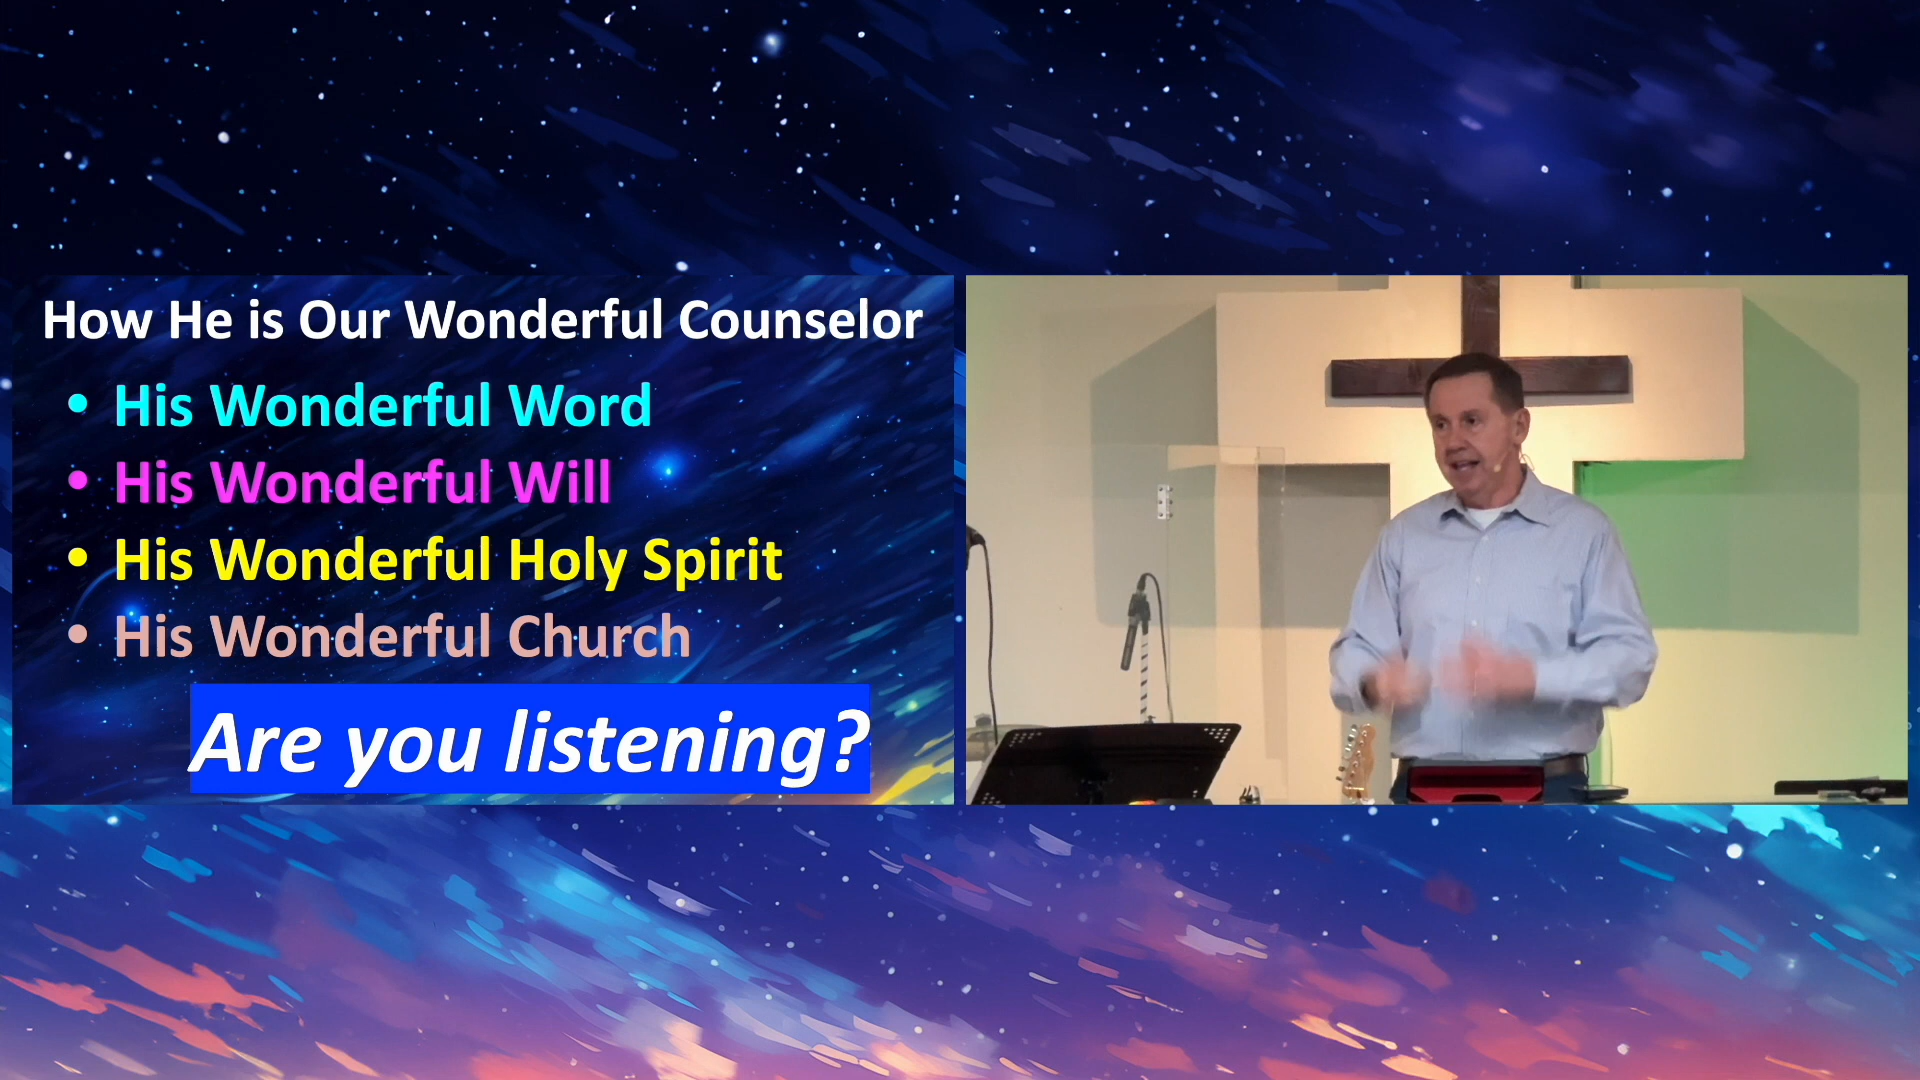 How He is Our Wonderful Counselor
• His Wonderful Word
• His Wonderful Will
• His Wonderful Holy Spirit
• His Wonderful Church
Are you listening?